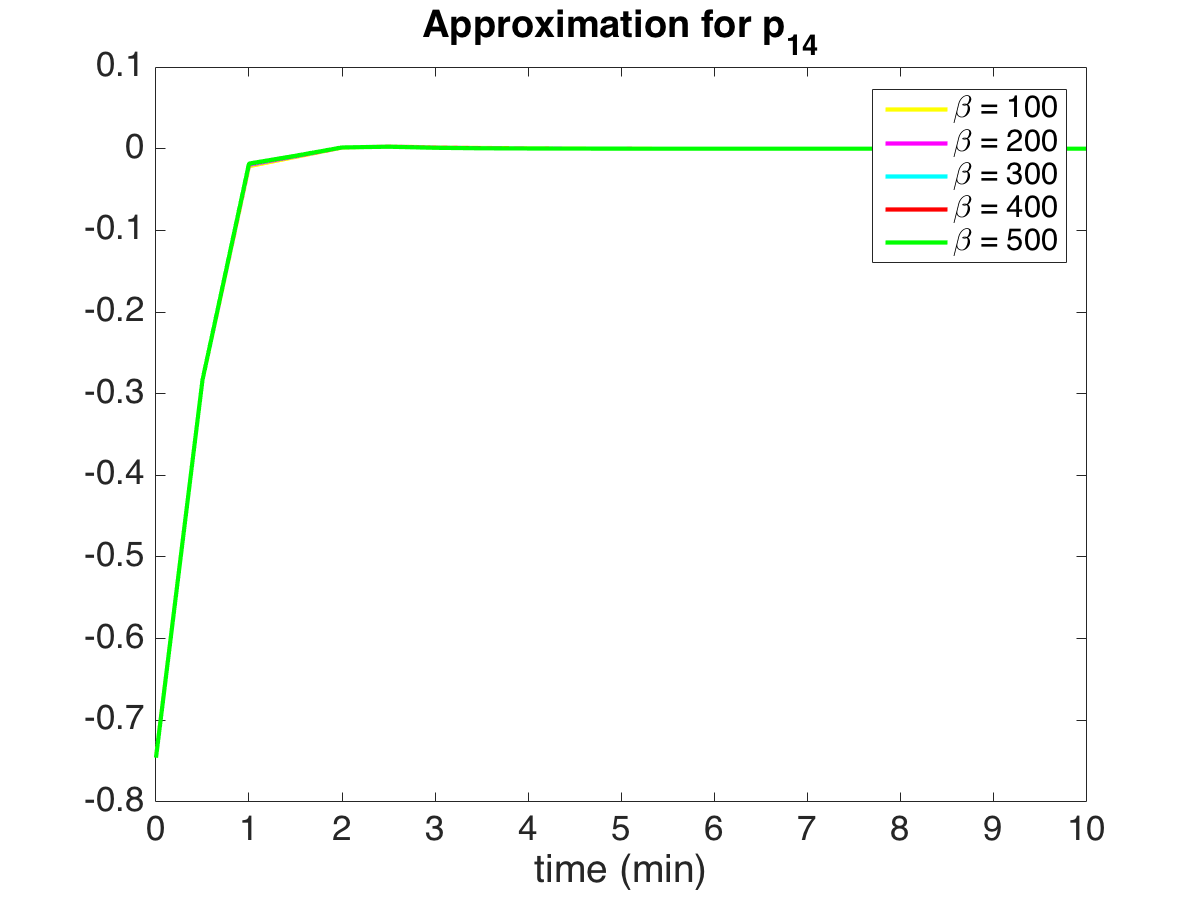 Approximation for p14
0.1
0
-0.1
-0.2
-0.3
-0.4
-0.5
-0.6
-0.7
-0.8
β = 100
β = 200
β = 300
β = 400
β = 500
0 1 2 3 4 5 6 7 8 9 10
time (min)